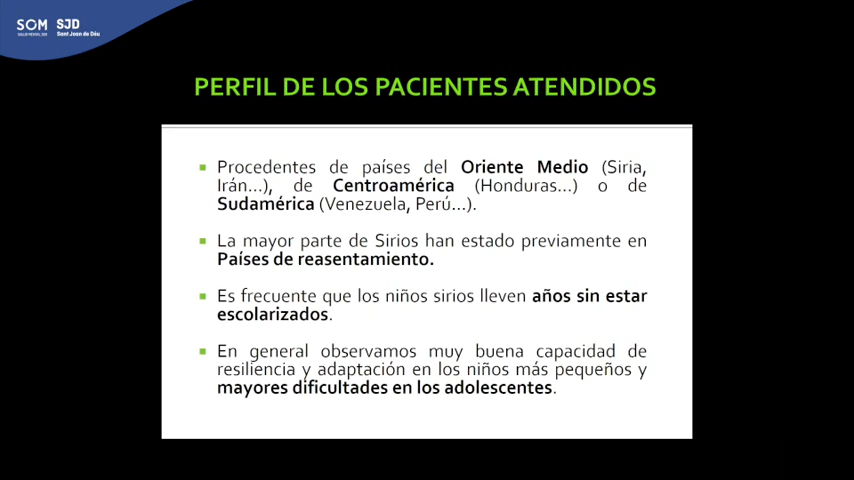 SOM
SALUD MENTAL 360
SJD
Sant Joan de Déu
PERFIL DE LOS PACIENTES ATENDIDOS
Procedentes de países del Oriente Medio (Siria,
Irán...), de Centroamérica (Honduras...) o de
Sudamérica (Venezuela, Perú...).
La mayor parte de Sirios han estado previamente en
Países de reasentamiento.
Es frecuente que los niños sirios lleven años sin estar
escolarizados.
En general observamos muy buena capacidad de
resiliencia y adaptación en los niños más pequeños y
mayores dificultades en los adolescentes.